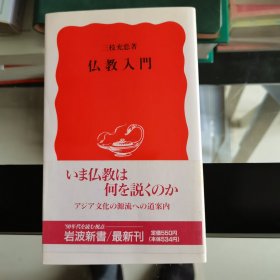 三枝充悳著
仏教入門
いま仏教は
何を説くのか
アジア文化の源流への道案内
'90年代を読む視点
岩波新書/最新刊
定価550円
(本体534円)